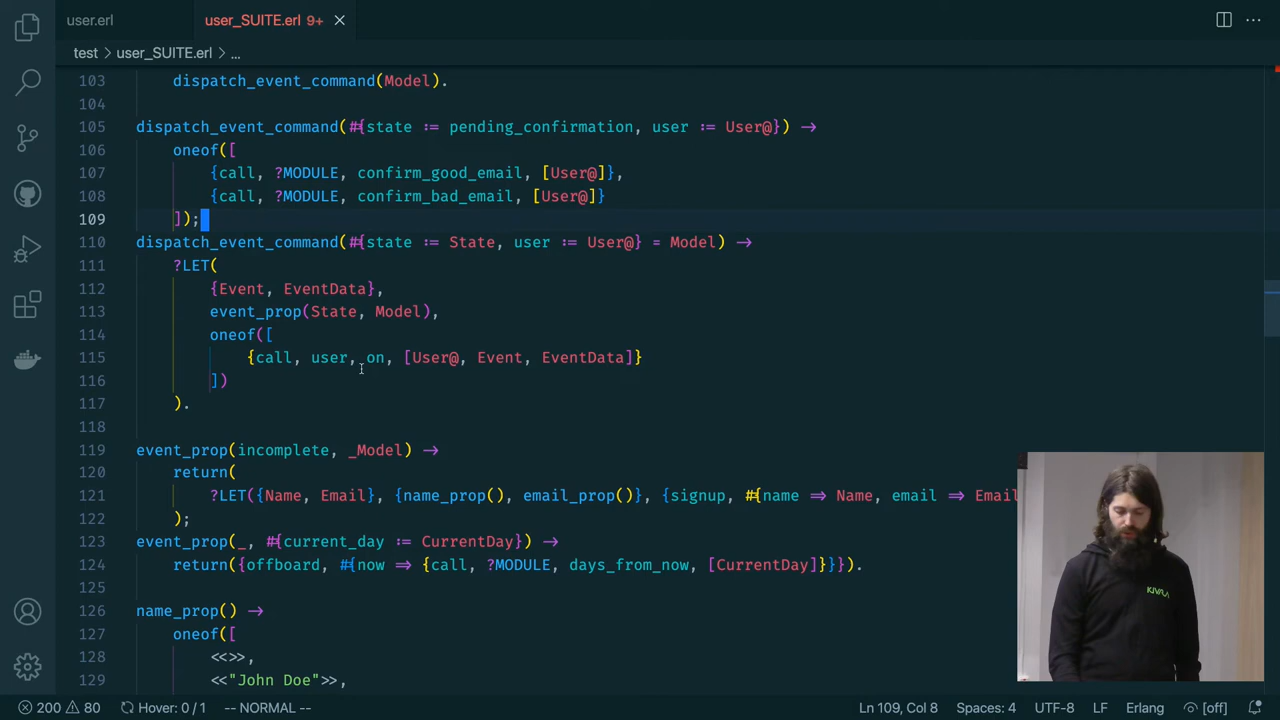 user.erl
user_SUITE.erl 9+
test > user_SUITE.erl > ...
103 dispatch_event_command(Model).
104
105 dispatch_event_command(#{state := pending_confirmation, user := User@}) ->
106 oneof([
107 {call, ?MODULE, confirm_good_email, [User@]},
108 {call, ?MODULE, confirm_bad_email, [User@]}
109 ]);
110 dispatch_event_command(#{state := State, user := User@} = Model) ->
111 ?LET(
112 {Event, EventData},
113 event_prop(State, Model),
114 oneof([
115 {call, user, on, [User@, Event, EventData]}
116 ])
117 ).
118
119 event_prop(incomplete, _Model) ->
120 return(
121 ?LET({Name, Email}, {name_prop(), email_prop()}, {signup, #{name => Name, email => Email
122 );
123 event_prop(_, #{current_day := CurrentDay}) ->
124 return({offboard, #{now => {call, ?MODULE, days_from_now, [CurrentDay]}}}).
125
126 name_prop() ->
127 oneof([
128 <<>>,
129 <<"John Doe">>,
KIVRA
200 80 Hover: 0 / 1 -- NORMAL -- Ln 109, Col 8 Spaces: 4 UTF-8 LF Erlang [off]